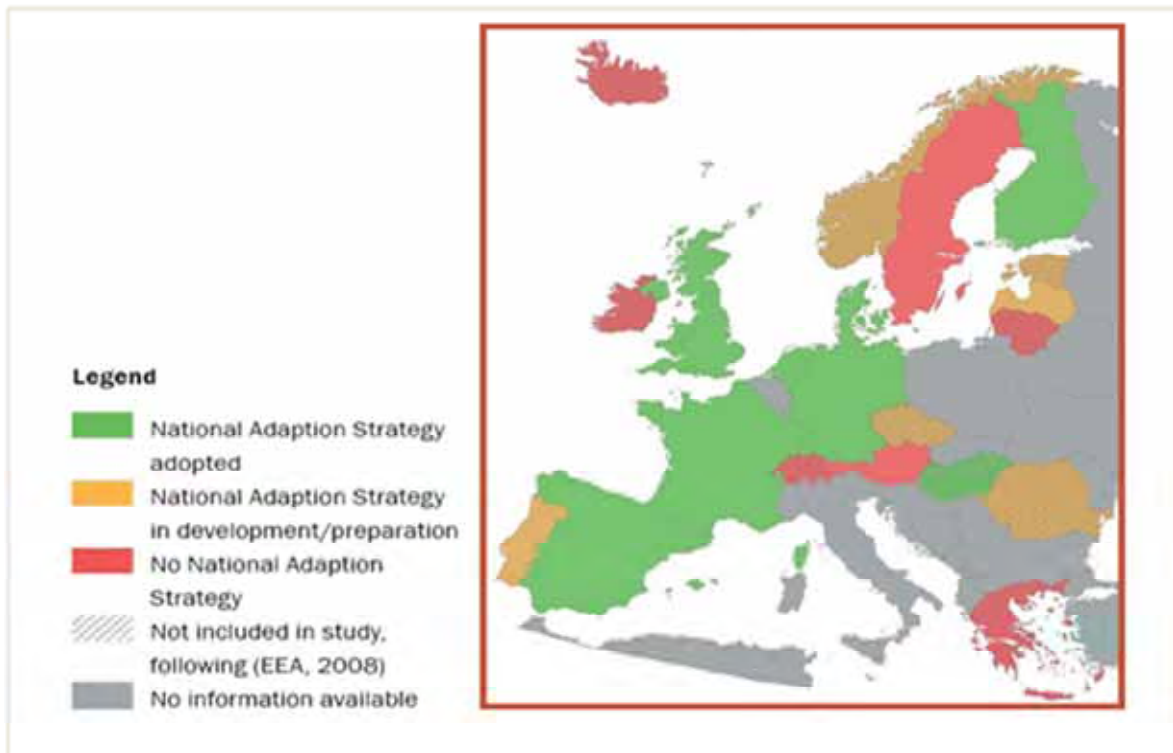 Legend
National Adaption Strategy
adopted
National Adaption Strategy
in development/preparation
No National Adaption
Strategy
Not included in study,
following (EEA, 2008)
No information available